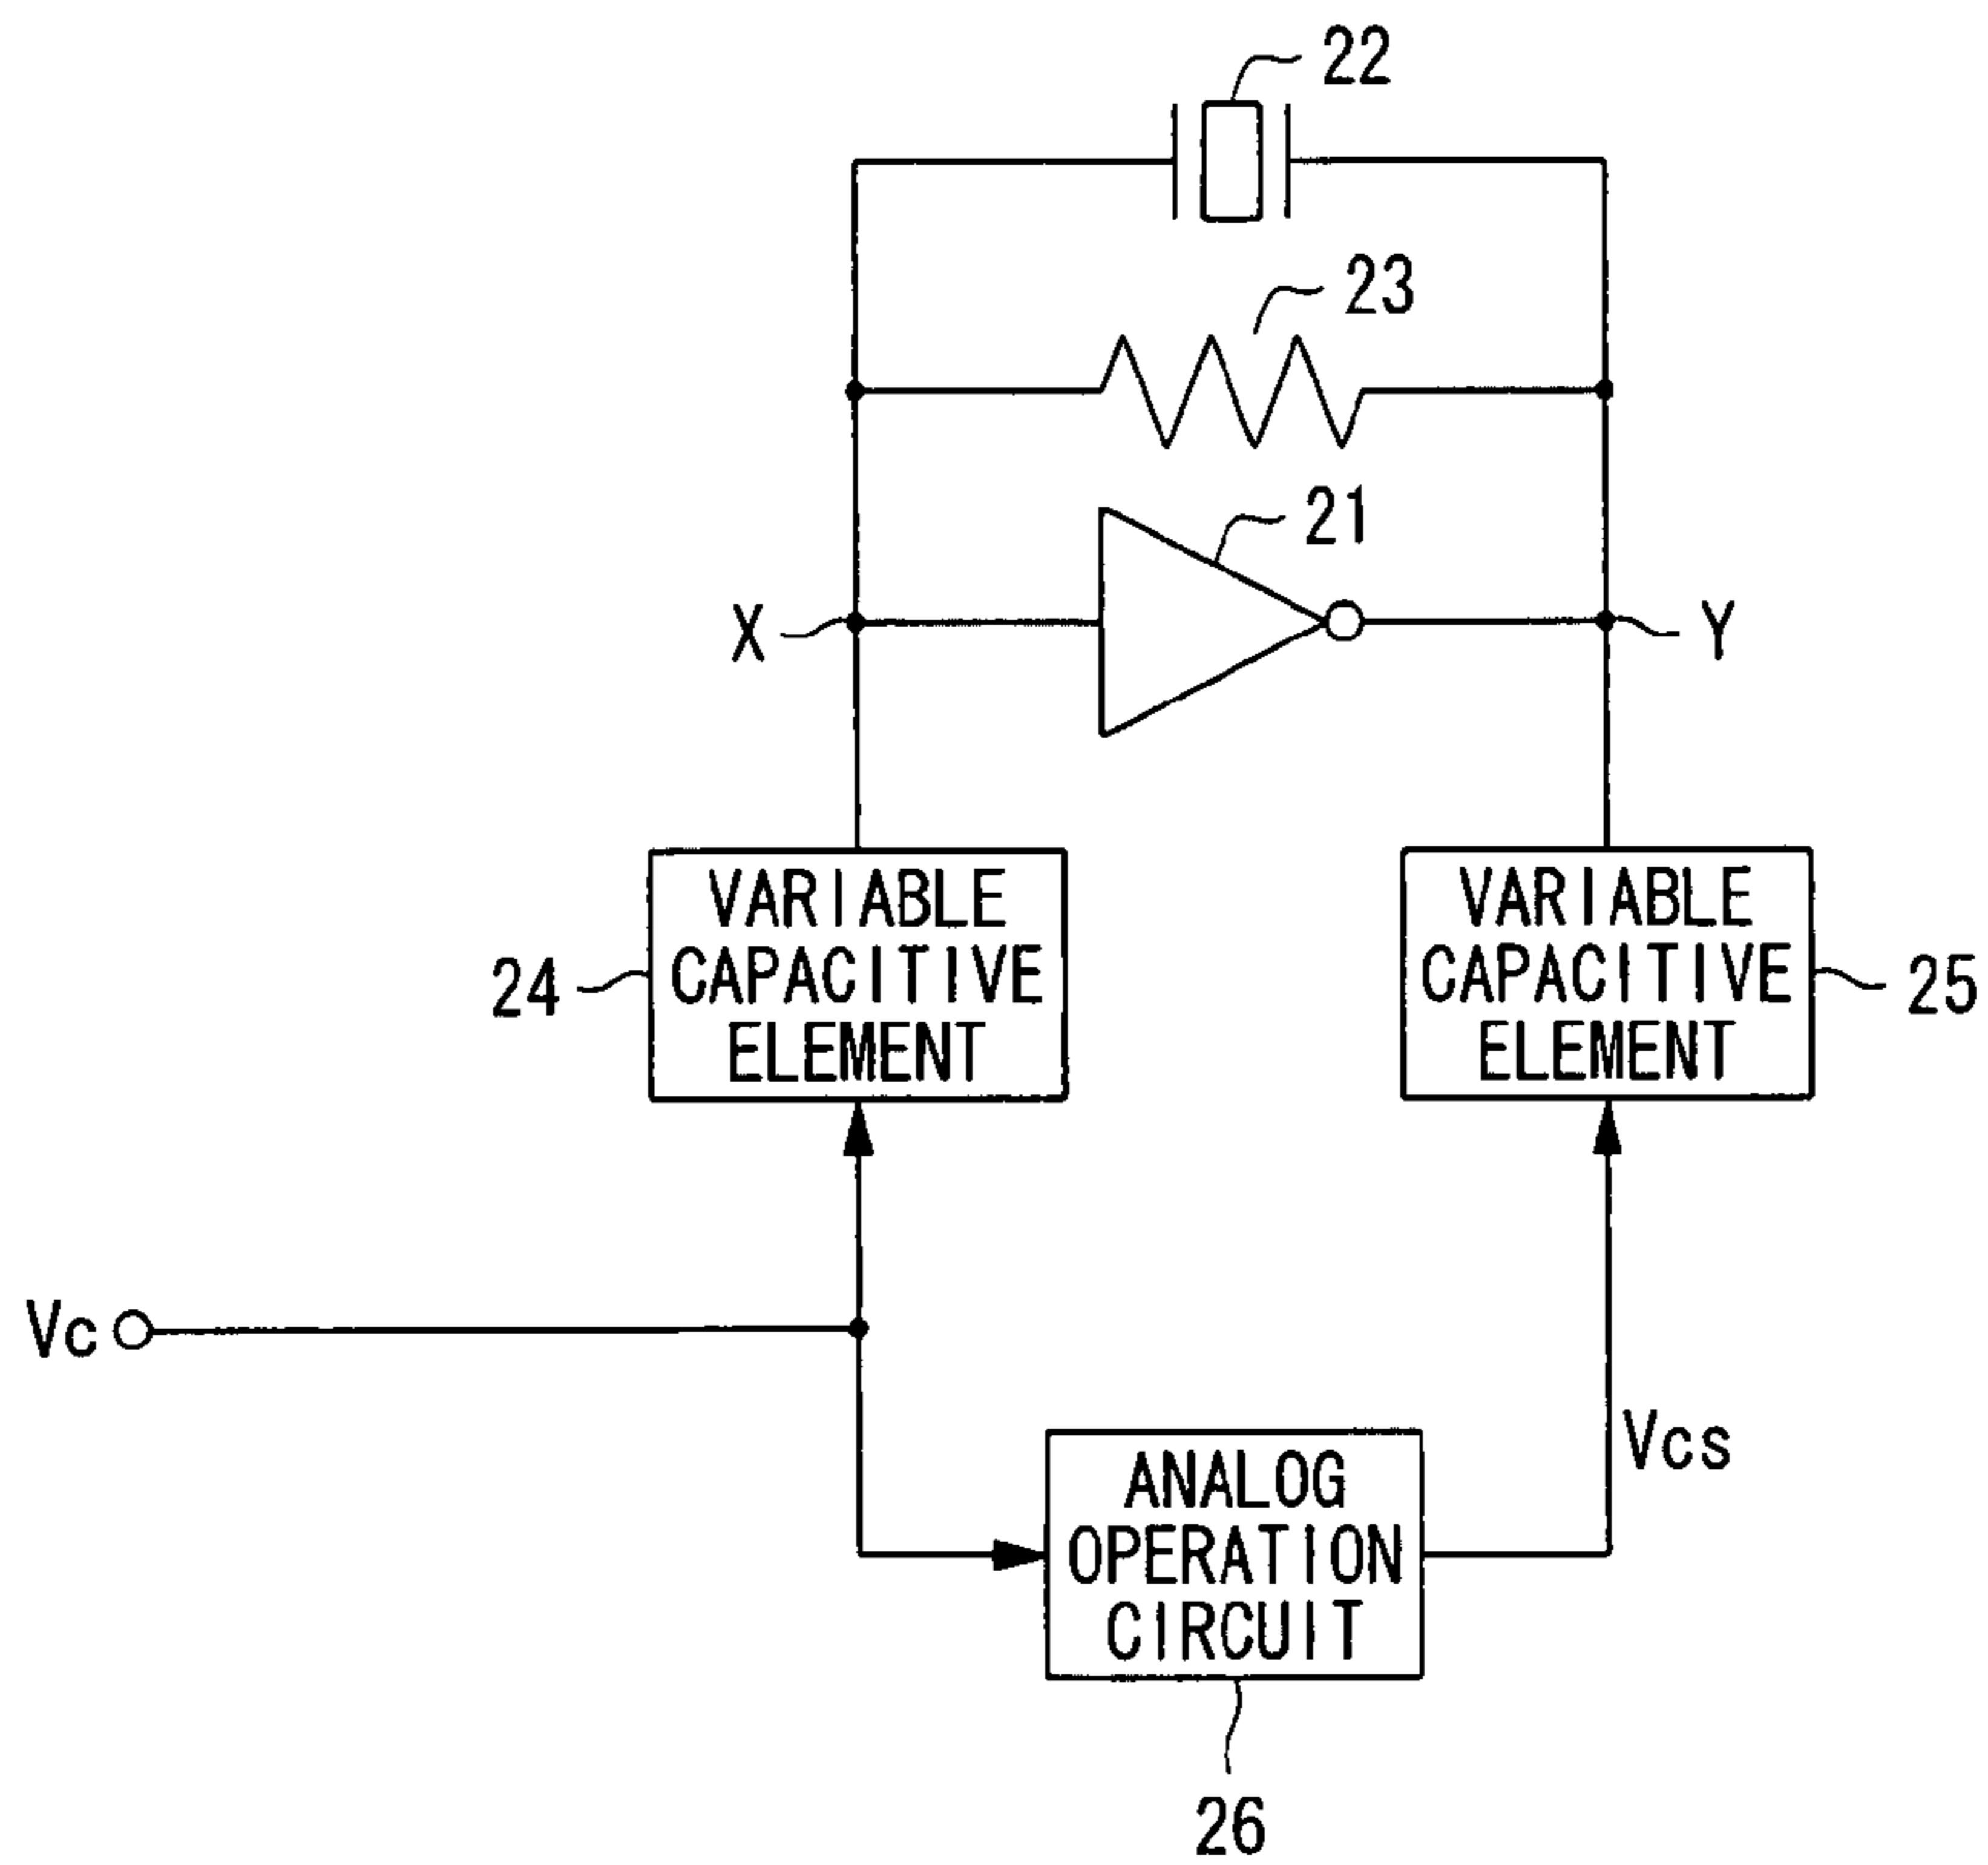 22
23
21
X
Y
VARIABLE
CAPACITIVE
ELEMENT
24
VARIABLE
CAPACITIVE
ELEMENT
25
Vc
Vcs
ANALOG
OPERATION
CIRCUIT
26